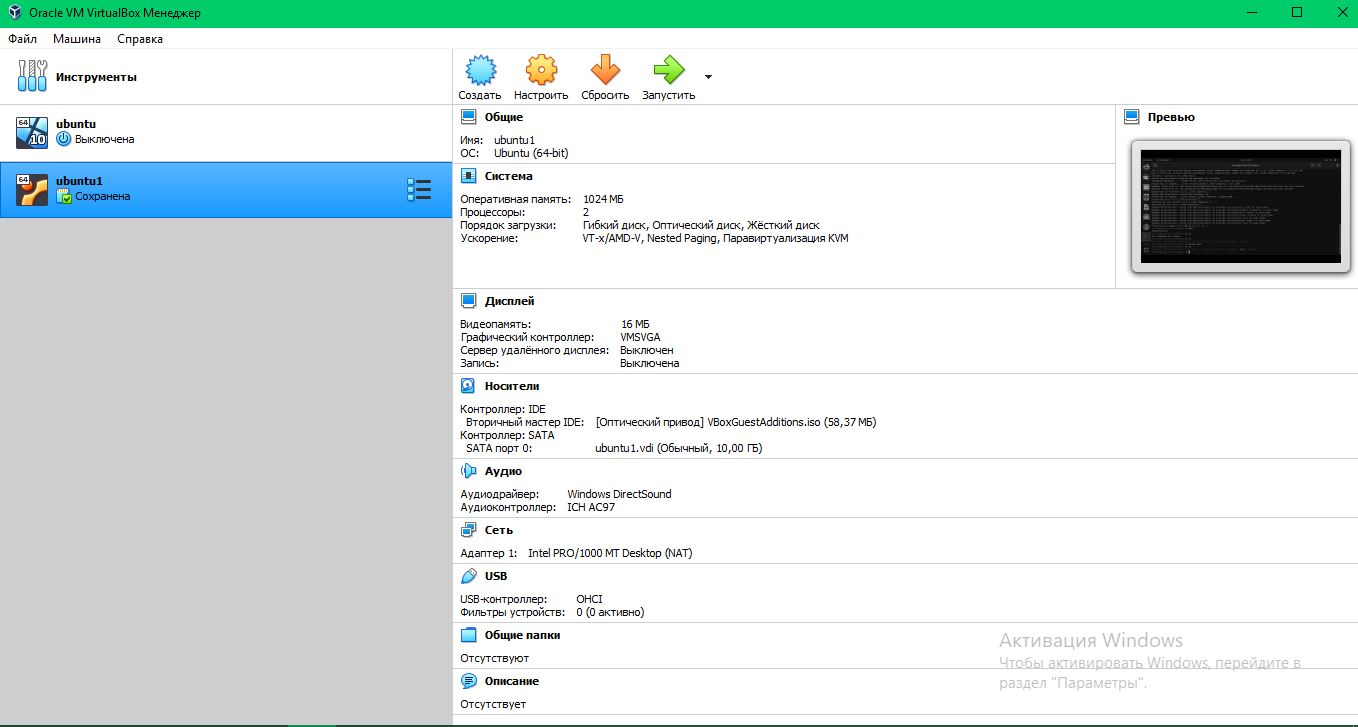 Oracle VM VirtualBox Менеджер
Файл Машина Справка
Инструменты
Создать Настроить Сбросить Запустить
64
10
ubuntu
Выключена
64
ubuntu1
Сохранена
Общие
Имя: ubuntu1
ОС: Ubuntu (64-bit)
Превью
Система
Оперативная память: 1024 МБ
Процессоры: 2
Порядок загрузки: Гибкий диск, Оптический диск, Жёсткий диск
Ускорение: VT-x/AMD-V, Nested Paging, Паравиртуализация KVM
Дисплей
Видеопамять: 16 МБ
Графический контроллер: VMSVGA
Сервер удалённого дисплея: Выключен
Запись: Выключена
Носители
Контроллер: IDE
Вторичный мастер IDE: [Оптический привод] VBoxGuestAdditions.iso (58,37 МБ)
Контроллер: SATA
SATA порт 0: ubuntu1.vdi (Обычный, 10,00 ГБ)
Аудио
Аудиодрайвер: Windows DirectSound
Аудиоконтроллер: ICH AC97
Сеть
Адаптер 1: Intel PRO/1000 MT Desktop (NAT)
USB
USB-контроллер: OHCI
Фильтры устройств: 0 (0 активно)
Общие папки
Отсутствуют
Описание
Отсутствует
Активация Windows
Чтобы активировать Windows, перейдите в
раздел "Параметры".